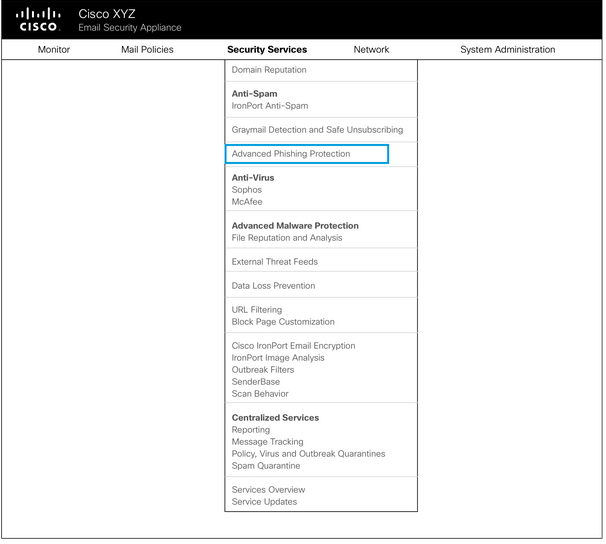 CISCO
Cisco XYZ
Email Security Appliance
Monitor
Mail Policies
Security Services
Network
System Administration
Domain Reputation
Anti-Spam
IronPort Anti-Spam
Graymail Detection and Safe Unsubscribing
Advanced Phishing Protection
Anti-Virus
Sophos
McAfee
Advanced Malware Protection
File Reputation and Analysis
External Threat Feeds
Data Loss Prevention
URL Filtering
Block Page Customization
Cisco IronPort Email Encryption
IronPort Image Analysis
Outbreak Filters
SenderBase
Scan Behavior
Centralized Services
Reporting
Message Tracking
Policy, Virus and Outbreak Quarantines
Spam Quarantine
Services Overview
Service Updates